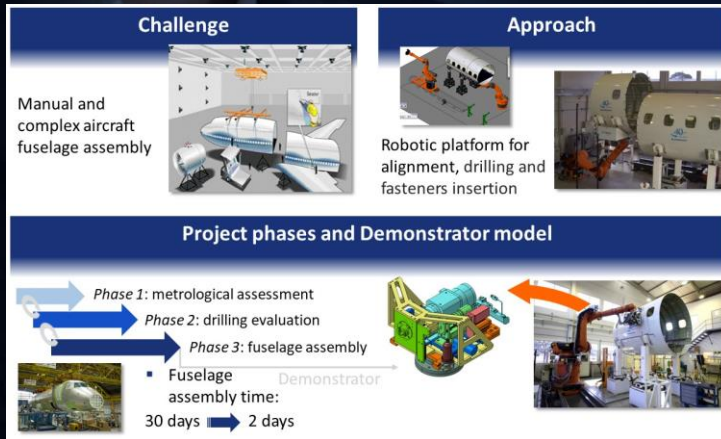 Challenge
Manual and
complex aircraft
fuselage assembly
Approach
Robotic platform for
alignment, drilling and
fasteners insertion
Project phases and Demonstrator model
Phase 1: metrological assessment
Phase 2: drilling evaluation
Phase 3: fuselage assembly
Demonstrator
▪ Fuselage
assembly time:
30 days 2 days